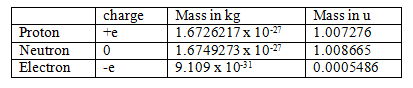 charge Mass in kg Mass in u
Proton +e 1.6726217 x 10-27 1.007276
Neutron 0 1.6749273 x 10-27 1.008665
Electron -e 9.109 x 10-31 0.0005486